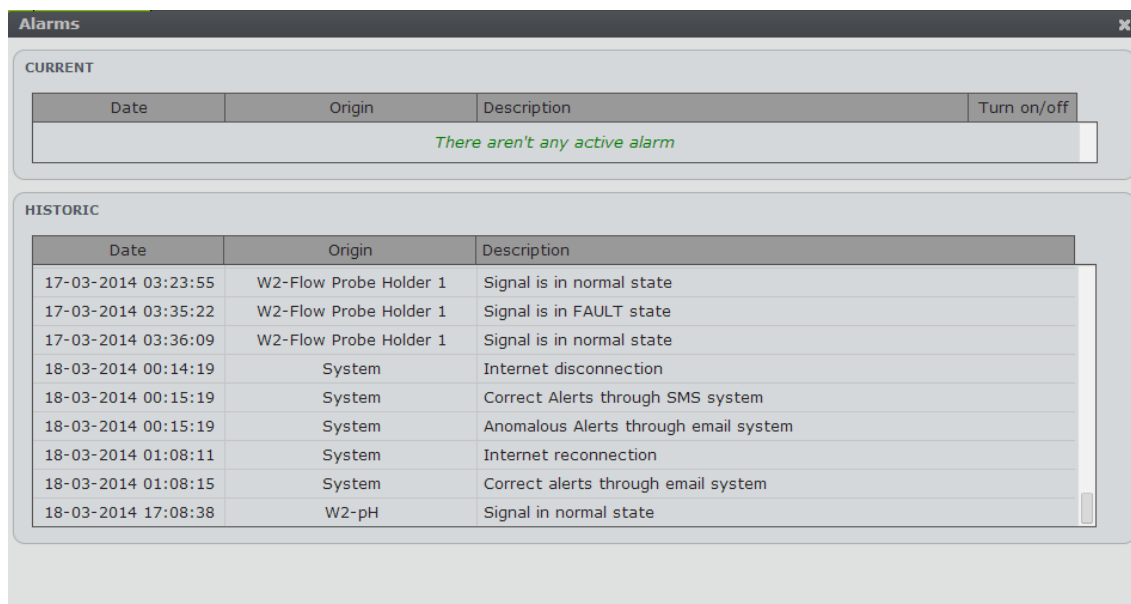 Alarms
CURRENT
Date Origin Description Turn on/off
There aren't any active alarm
HISTORIC
Date Origin Description
17-03-2014 03:23:55 W2-Flow Probe Holder 1 Signal is in normal state
17-03-2014 03:35:22 W2-Flow Probe Holder 1 Signal is in FAULT state
17-03-2014 03:36:09 W2-Flow Probe Holder 1 Signal is in normal state
18-03-2014 00:14:19 System Internet disconnection
18-03-2014 00:15:19 System Correct Alerts through SMS system
18-03-2014 00:15:19 System Anomalous Alerts through email system
18-03-2014 01:08:11 System Internet reconnection
18-03-2014 01:08:15 System Correct alerts through email system
18-03-2014 17:08:38 W2-pH Signal in normal state